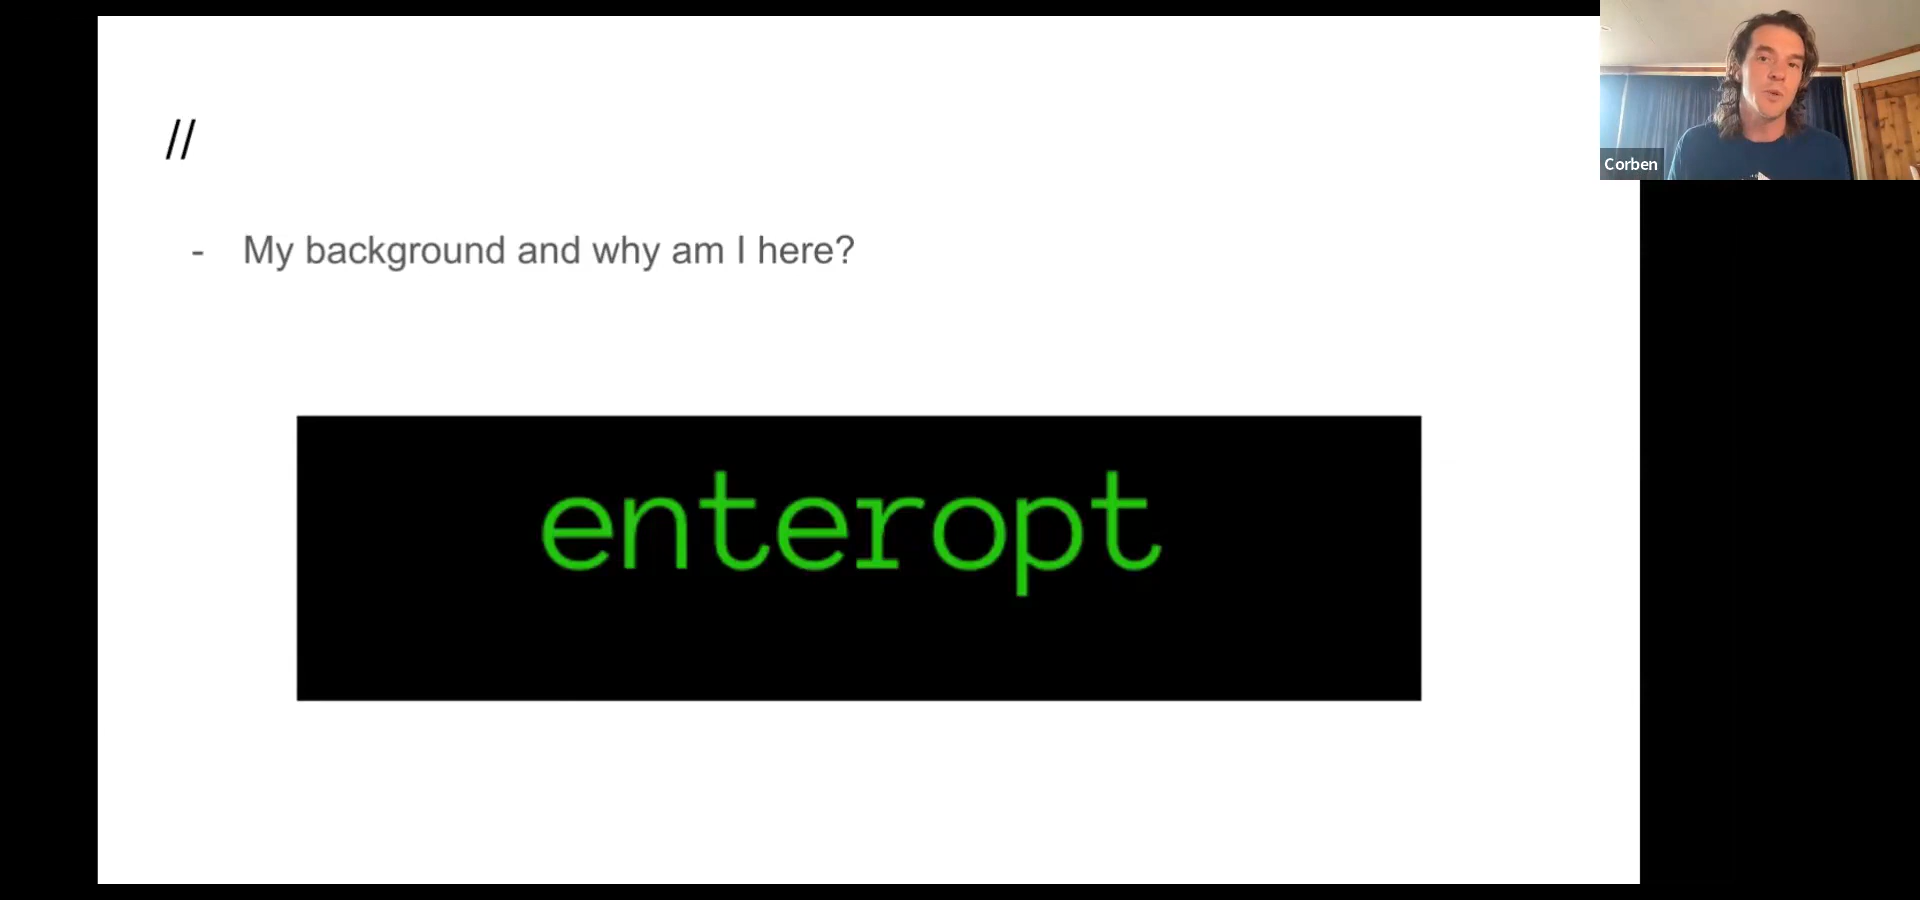 //
- My background and why am I here?
enteropt
Corben